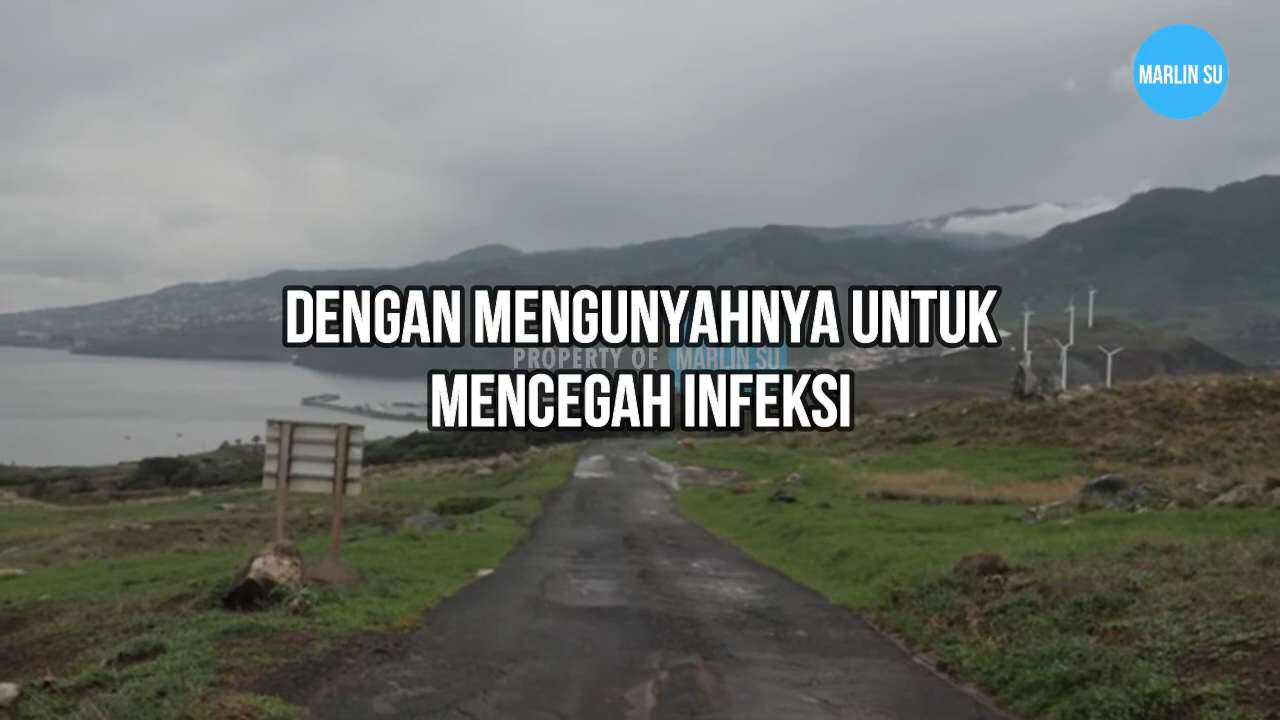 MARLIN SU
DENGAN MENGUNYAHNYA UNTUK
PROPERTY OF MARLIN SU
MENCEGAH INFEKSI